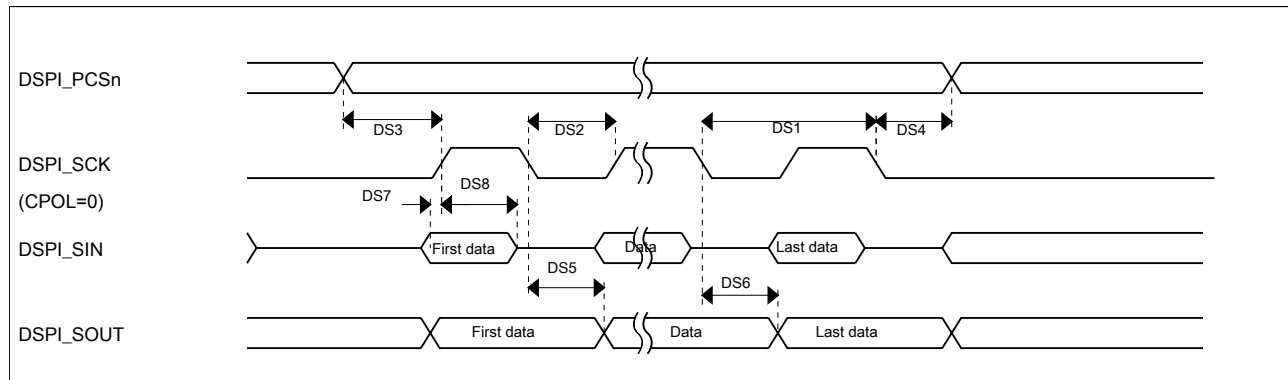 DSPI_PCSn
DS3
DS2
DS1
DS4
DSPI_SCK
(CPOL=0)
DS7
DS8
DSPI_SIN
First data
Data
Last data
DS5
DS6
DSPI_SOUT
First data
Data
Last data